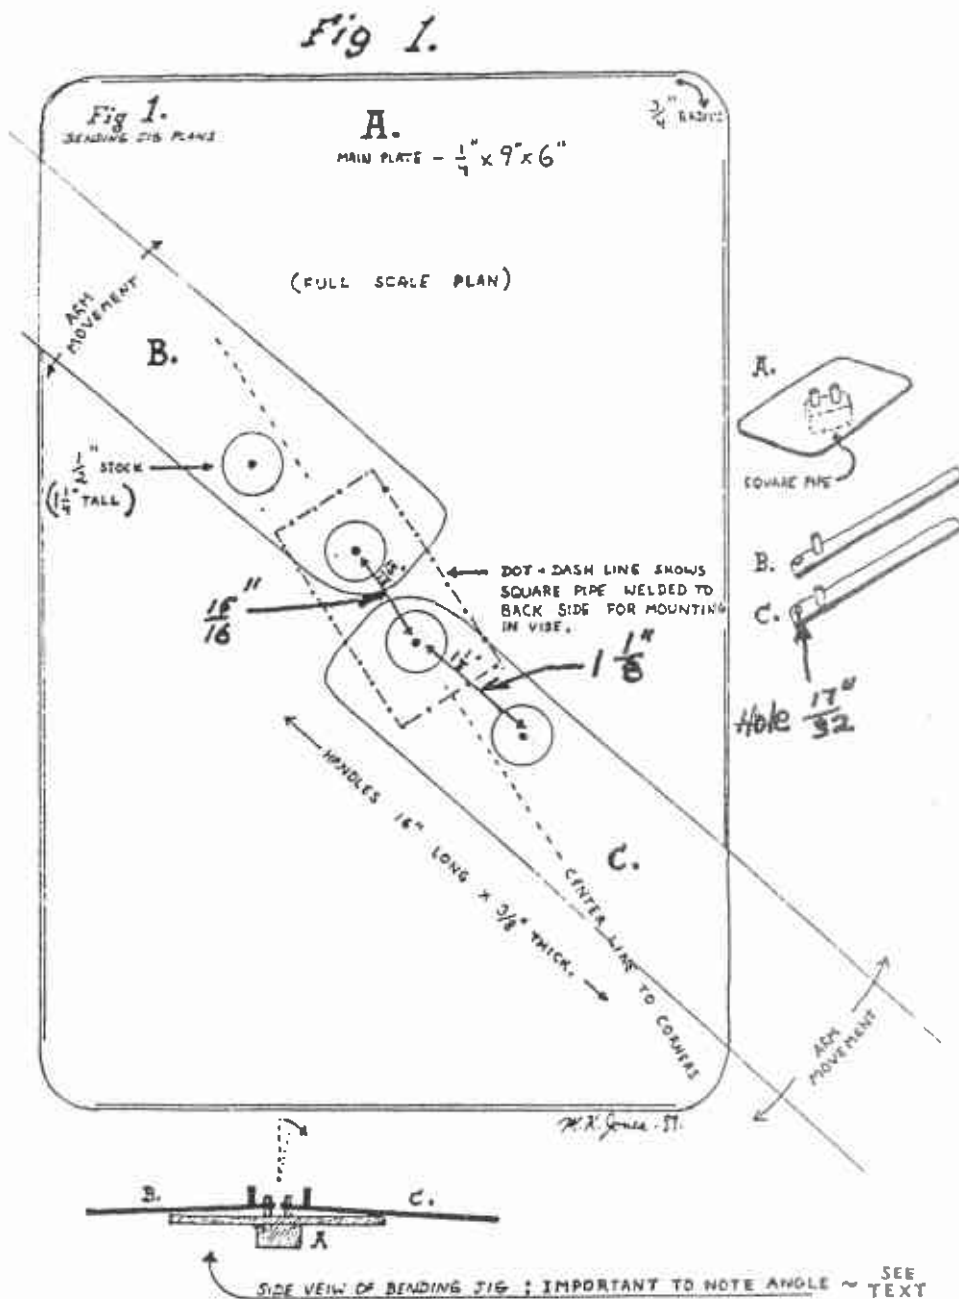 Fig 1.
Fig 1.
BENDING JIG PLANS
A.
MAIN PLATE - 1/4" x 9" x 6"
3/4" RADIUS
(FULL SCALE PLAN)
ARM
MOVEMENT
B.
1/2" STOCK
(1 1/4" TALL)
15/16"
15/16"
DOT + DASH LINE SHOWS
SQUARE PIPE WELDED TO
BACK SIDE FOR MOUNTING
IN VISE.
1 1/8"
1 1/8"
A.
SQUARE PIPE
B.
C.
Hole 17/32"
HANDLES 16" LONG x 3/8" THICK.
C.
CENTER LINE TO CORNERS
ARM
MOVEMENT
W.K. Jones
B.
C.
A
SIDE VEIW OF BENDING JIG ; IMPORTANT TO NOTE ANGLE ~ SEE
TEXT